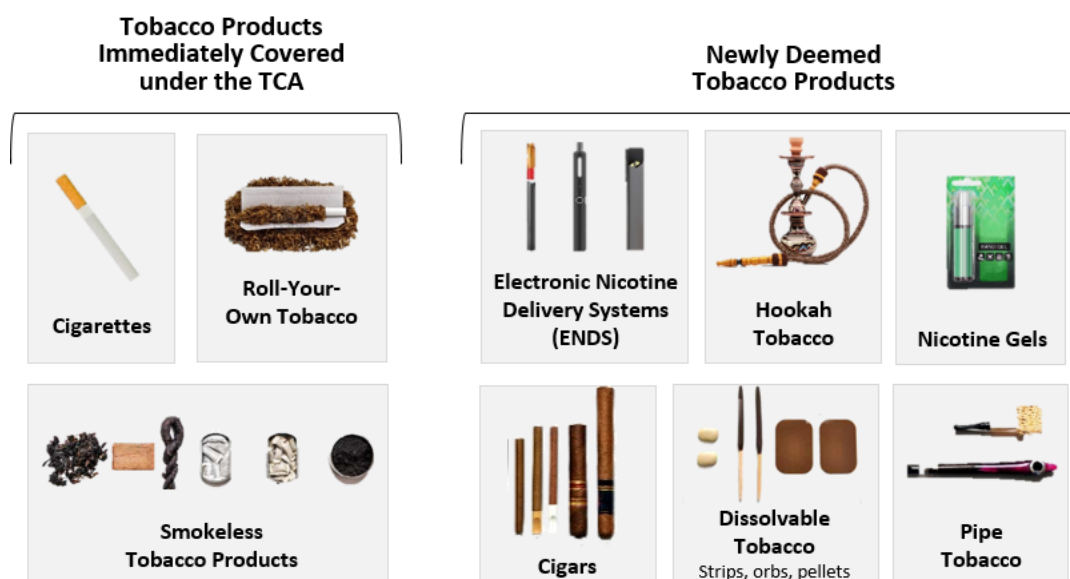 Tobacco Products
Immediately Covered
under the TCA
Cigarettes
Roll-Your-
Own Tobacco
Smokeless
Tobacco Products
Newly Deemed
Tobacco Products
Electronic Nicotine
Delivery Systems
(ENDS)
Hookah
Tobacco
Nicotine Gels
Cigars
Dissolvable
Tobacco
Strips, orbs, pellets
Pipe
Tobacco